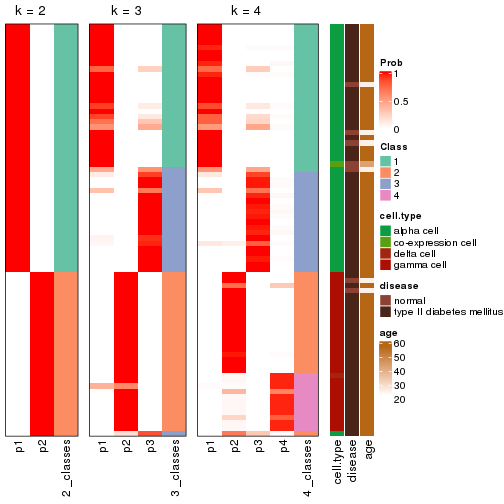 k = 2
k = 3
k = 4
p1
p2
2_classes
p1
p2
p3
3_classes
p1
p2
p3
p4
4_classes
cell.type
disease
age
Prob
1
0.5
0
Class
1
2
3
4
cell.type
alpha cell
co-expression cell
delta cell
gamma cell
disease
normal
type II diabetes mellitus
age
60
50
40
30
20